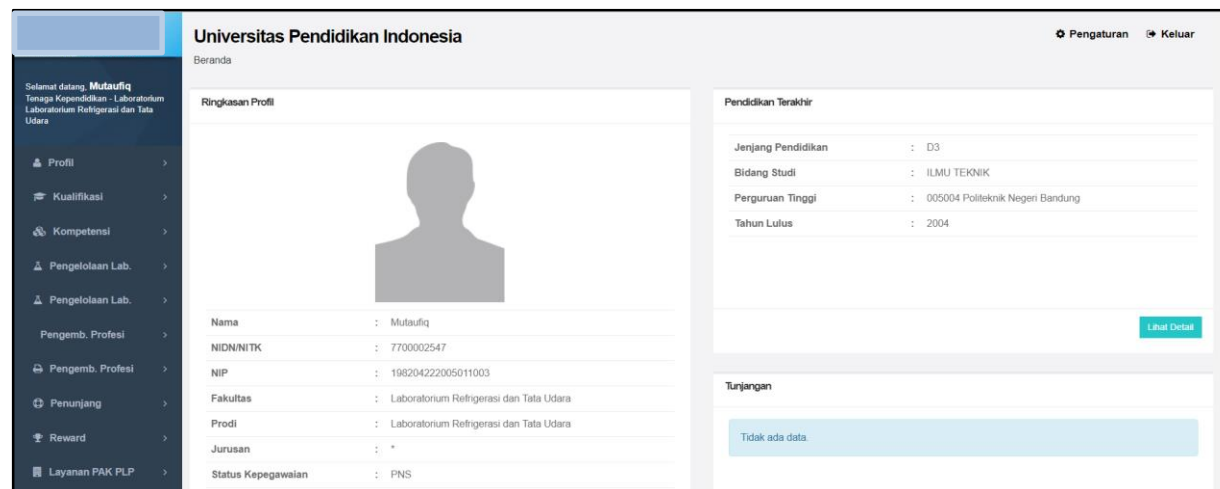 Universitas Pendidikan Indonesia
Pengaturan Keluar
Beranda
Selamat datang, Mutaufiq
Tenaga Kependidikan - Laboratorium
Laboratorium Refrigerasi dan Tata
Udara
Profil
Kualifikasi
Kompetensi
Pengelolaan Lab.
Pengelolaan Lab.
Pengemb. Profesi
Pengemb. Profesi
Penunjang
Reward
Layanan PAK PLP
Ringkasan Profil
Nama : Mutaufiq
NIDN/NITK : 7700002547
NIP : 198204222005011003
Fakultas : Laboratorium Refrigerasi dan Tata Udara
Prodi : Laboratorium Refrigerasi dan Tata Udara
Jurusan : *
Status Kepegawaian : PNS
Pendidikan Terakhir
Jenjang Pendidikan : D3
Bidang Studi : ILMU TEKNIK
Perguruan Tinggi : 005004 Politeknik Negeri Bandung
Tahun Lulus : 2004
Lihat Detail
Tunjangan
Tidak ada data.